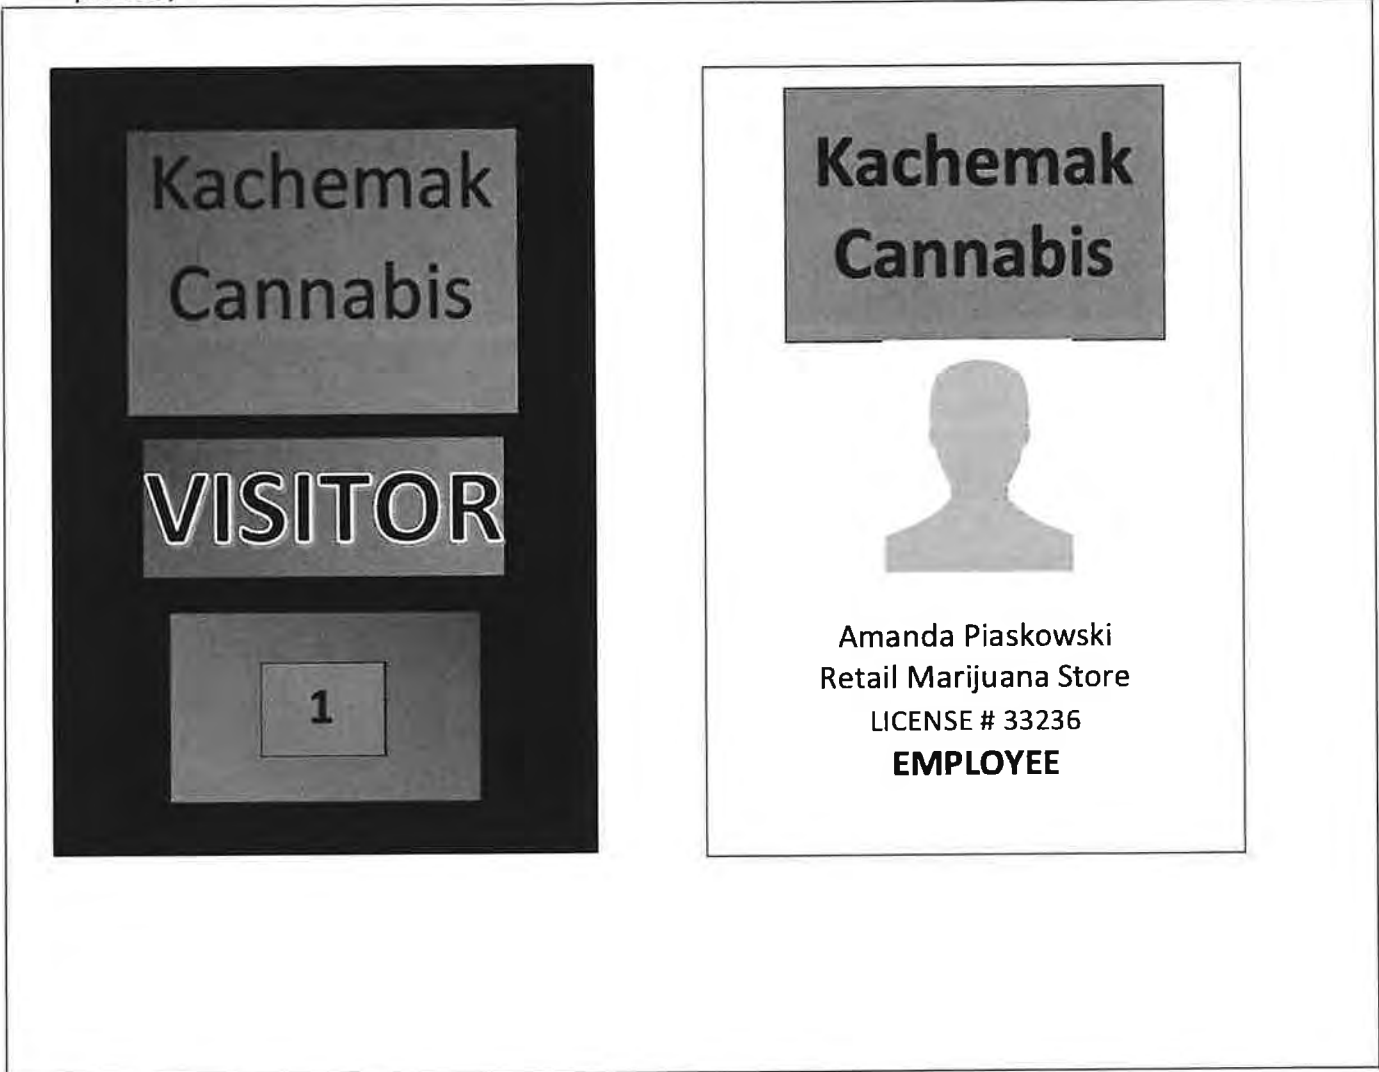 Kachemak
Cannabis
VISITOR
1
Kachemak
Cannabis
Amanda Piaskowski
Retail Marijuana Store
LICENSE # 33236
EMPLOYEE